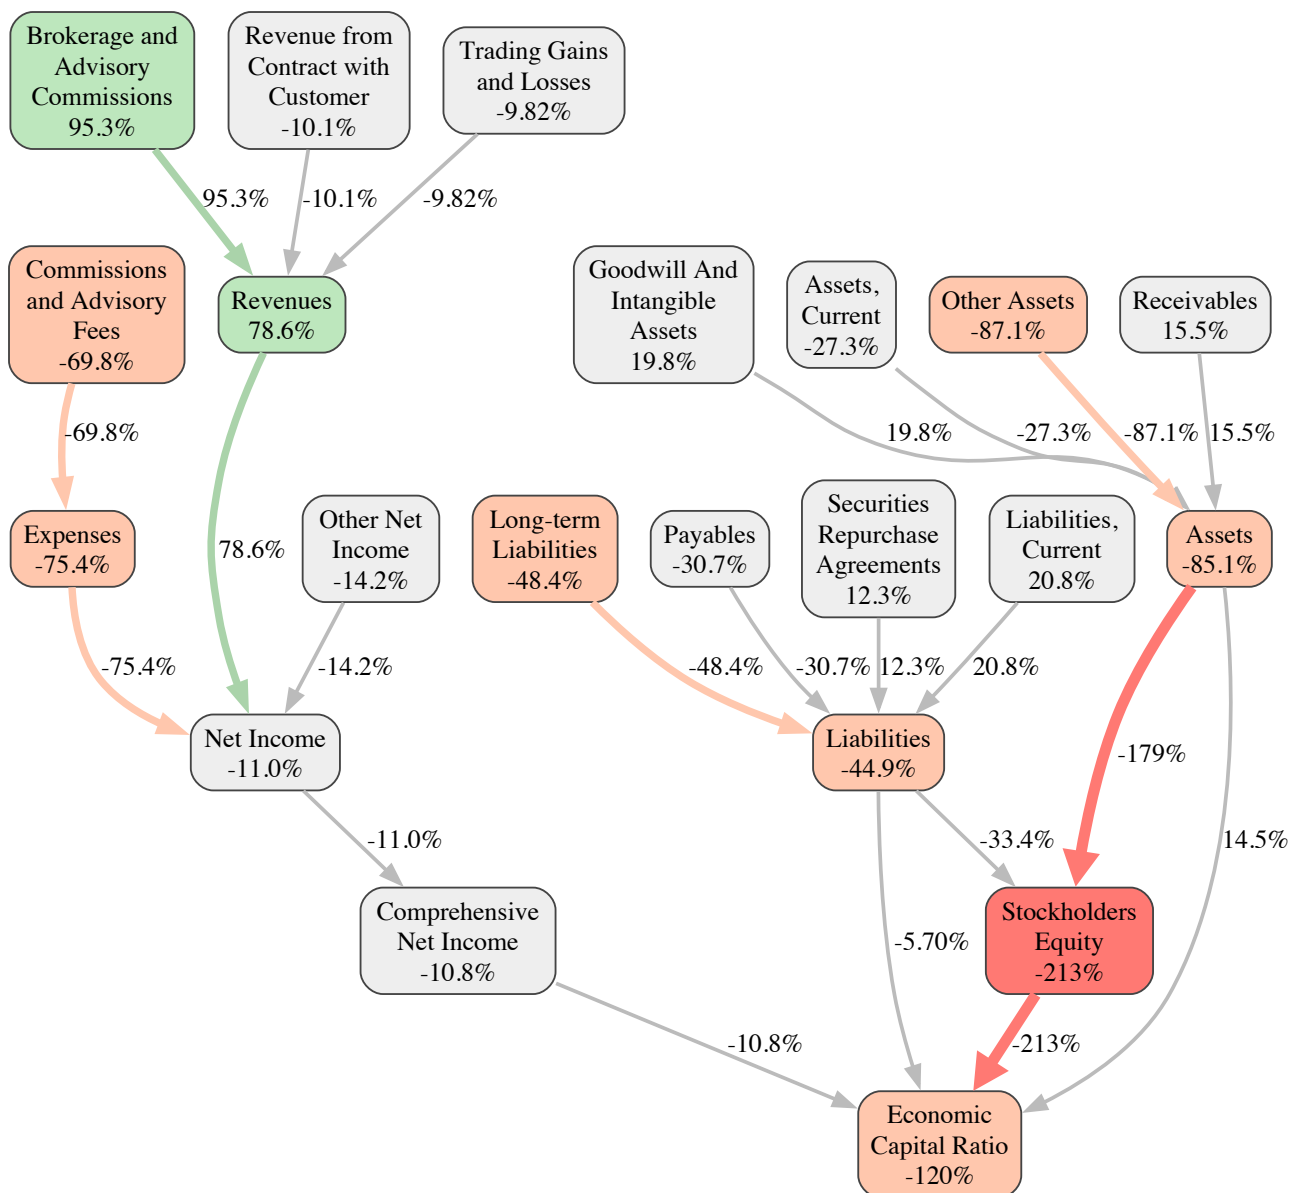 Brokerage and
Advisory
Commissions
95.3%
Revenue from
Contract with
Customer
-10.1%
Trading Gains
and Losses
-9.82%
95.3%
-10.1%
-9.82%
Commissions
and Advisory
Fees
-69.8%
Revenues
78.6%
Goodwill And
Intangible
Assets
19.8%
Assets,
Current
-27.3%
Other Assets
-87.1%
Receivables
15.5%
-69.8%
19.8%
-27.3%
-87.1%
15.5%
Expenses
-75.4%
78.6%
Other Net
Income
-14.2%
Long-term
Liabilities
-48.4%
Payables
-30.7%
Securities
Repurchase
Agreements
12.3%
Liabilities,
Current
20.8%
Assets
-85.1%
-75.4%
-14.2%
-48.4%
-30.7%
12.3%
20.8%
Net Income
-11.0%
Liabilities
-44.9%
-179%
-11.0%
-33.4%
14.5%
Comprehensive
Net Income
-10.8%
-5.70%
Stockholders
Equity
-213%
-10.8%
-213%
Economic
Capital Ratio
-120%